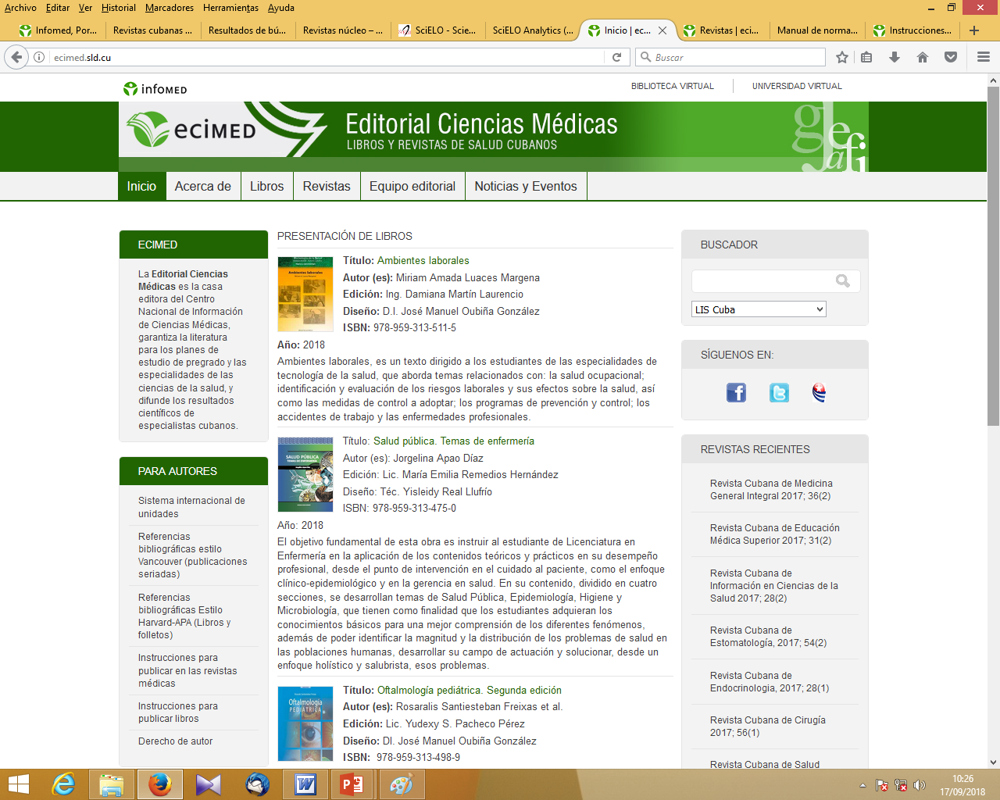 Archivo Editar Ver Historial Marcadores Herramientas Ayuda
Infomed, Por... Revistas cubanas ... Resultados de bú... Revistas núcleo – ... SciELO - Scie... SciELO Analytics (... Inicio | ec... Revistas | eci... Manual de norma... Instrucciones...
ecimed.sld.cu
Buscar
infomed
BIBLIOTECA VIRTUAL
UNIVERSIDAD VIRTUAL
ecimed
Editorial Ciencias Médicas
LIBROS Y REVISTAS DE SALUD CUBANOS
Inicio
Acerca de
Libros
Revistas
Equipo editorial
Noticias y Eventos
ECIMED
La Editorial Ciencias
Médicas es la casa
editora del Centro
Nacional de Información
de Ciencias Médicas,
garantiza la literatura
para los planes de
estudio de pregrado y las
especialidades de las
ciencias de la salud, y
difunde los resultados
científicos de
especialistas cubanos.
PARA AUTORES
Sistema internacional de
unidades
Referencias
bibliográficas estilo
Vancouver (publicaciones
seriadas)
Referencias
bibliográficas Estilo
Harvard-APA (Libros y
folletos)
Instrucciones para
publicar en las revistas
médicas
Instrucciones para
publicar libros
Derecho de autor
PRESENTACIÓN DE LIBROS
Ambientes laborales
Título: Ambientes laborales
Autor (es): Miriam Amada Luaces Margena
Edición: Ing. Damiana Martín Laurencio
Diseño: D.I. José Manuel Oubiña González
ISBN: 978-959-313-511-5
Año: 2018
Ambientes laborales, es un texto dirigido a los estudiantes de las especialidades de
tecnología de la salud, que aborda temas relacionados con: la salud ocupacional;
identificación y evaluación de los riesgos laborales y sus efectos sobre la salud, así
como las medidas de control a adoptar; los programas de prevención y control; los
accidentes de trabajo y las enfermedades profesionales.
SALUD PÚBLICA
TEMAS DE ENFERMERÍA
Título: Salud pública. Temas de enfermería
Autor (es): Jorgelina Apao Díaz
Edición: Lic. María Emilia Remedios Hernández
Diseño: Téc. Yisleidy Real Llufrío
ISBN: 978-959-313-475-0
Año: 2018
El objetivo fundamental de esta obra es instruir al estudiante de Licenciatura en
Enfermería en la aplicación de los contenidos teóricos y prácticos en su desempeño
profesional, desde el punto de intervención en el cuidado al paciente, como el enfoque
clínico-epidemiológico y en la gerencia en salud. En su contenido, dividido en cuatro
secciones, se desarrollan temas de Salud Pública, Epidemiología, Higiene y
Microbiología, que tienen como finalidad que los estudiantes adquieran los
conocimientos básicos para una mejor comprensión de los diferentes fenómenos,
además de poder identificar la magnitud y la distribución de los problemas de salud en
las poblaciones humanas, desarrollar su campo de actuación y solucionar, desde un
enfoque holístico y salubrista, esos problemas.
Oftalmología
PEDIÁTRICA
Título: Oftalmología pediátrica. Segunda edición
Autor (es): Rosaralis Santiesteban Freixas et al.
Edición: Lic. Yudexy S. Pacheco Pérez
Diseño: DI. José Manuel Oubiña González
ISBN: 978-959-313-498-9
BUSCADOR
LIS Cuba
SÍGUENOS EN:
REVISTAS RECIENTES
Revista Cubana de Medicina
General Integral 2017; 36(2)
Revista Cubana de Educación
Médica Superior 2017; 31(2)
Revista Cubana de
Información en Ciencias de la
Salud 2017; 28(2)
Revista Cubana de
Estomatología, 2017; 54(2)
Revista Cubana de
Endocrinologia, 2017; 28(1)
Revista Cubana de Cirugía
2017; 56(1)
Revista Cubana de Salud
10:26
17/09/2018